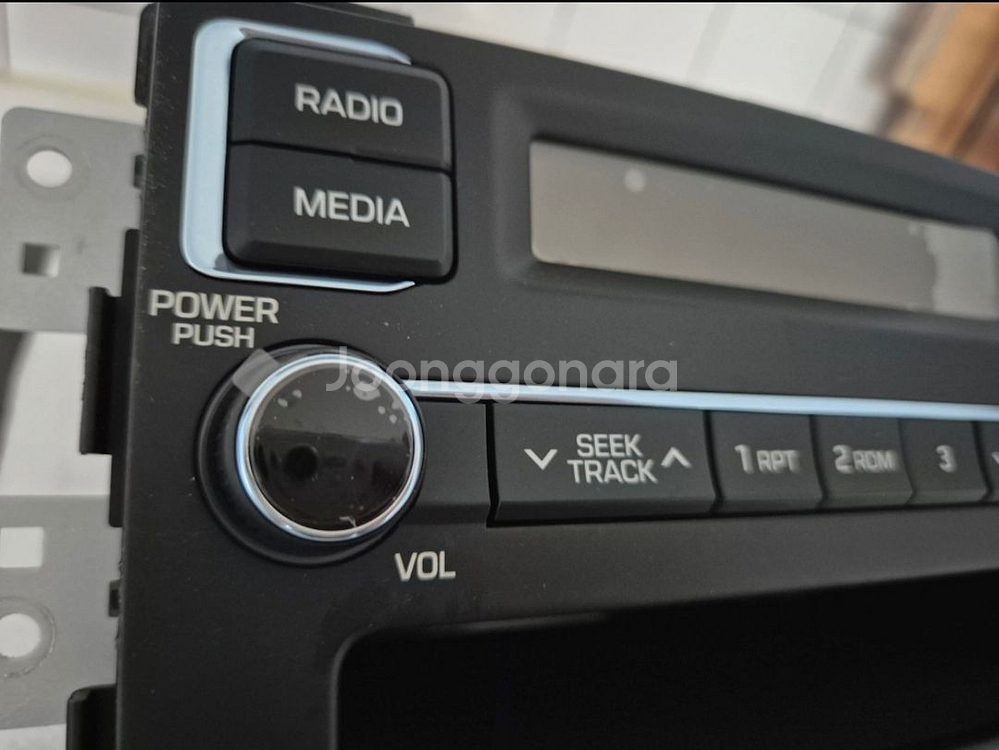 RADIO
MEDIA
POWER
PUSH
Joonggonara
SEEK
TRACK
1 RPT
2 RDM
3
VOL